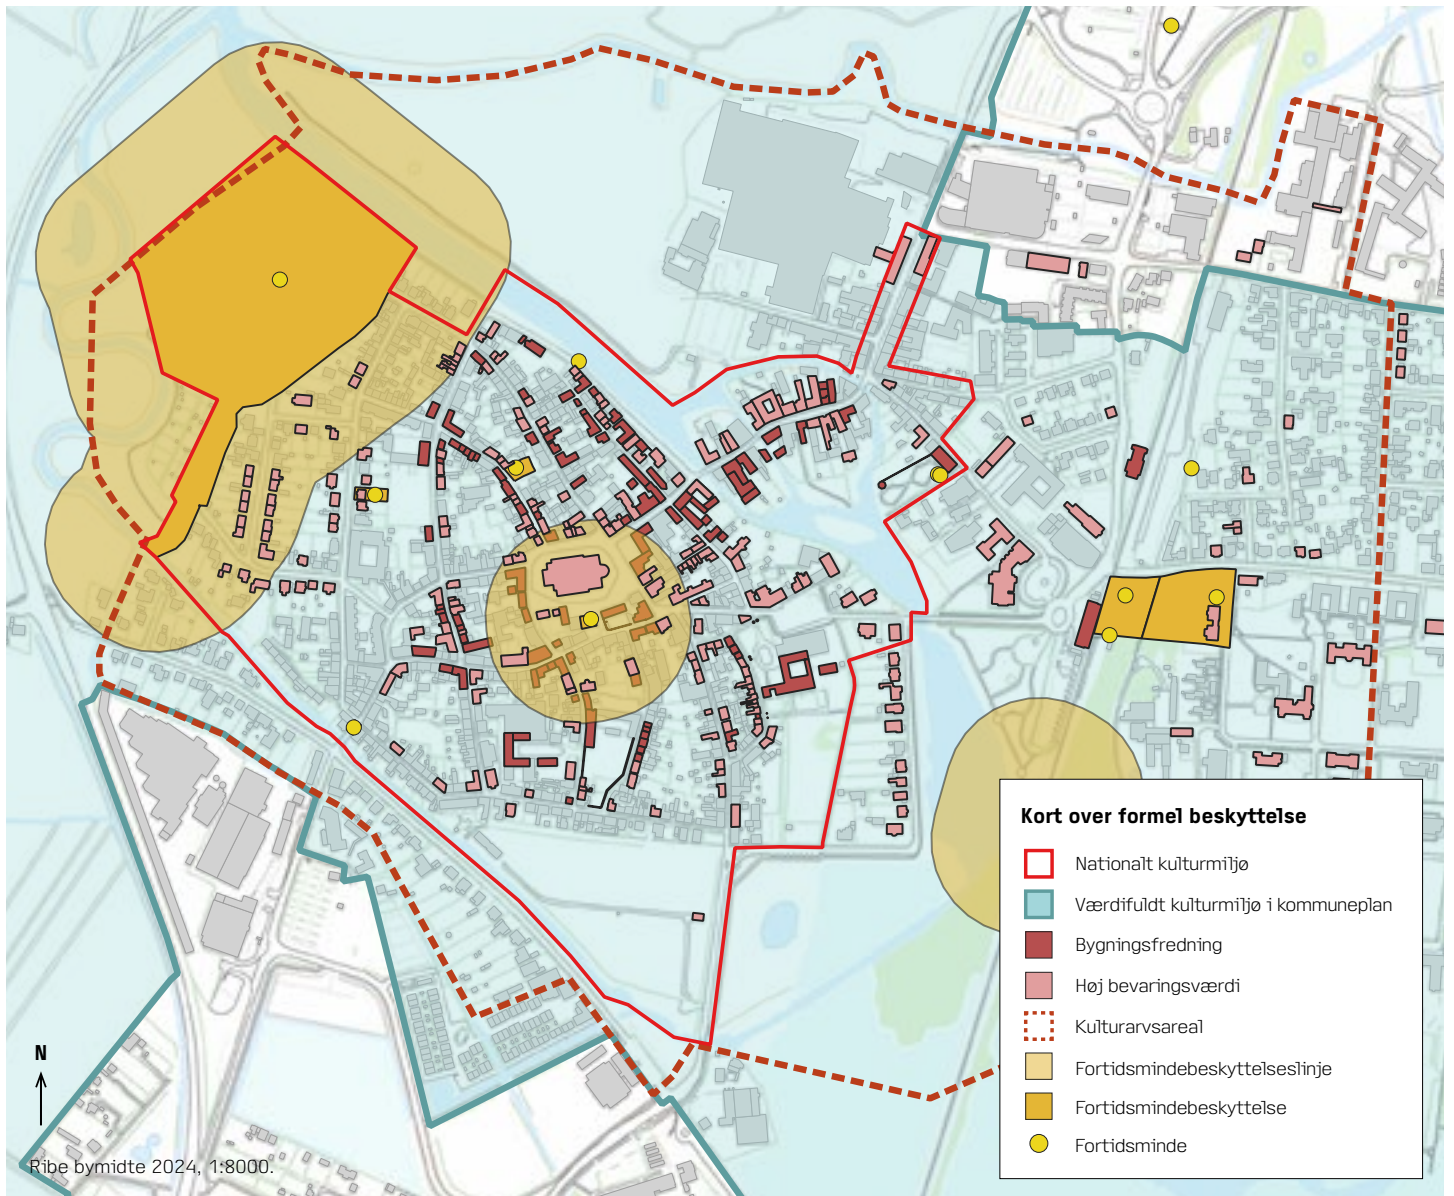 Kort over formel beskyttelse
Nationalt kulturmiljø
Værdifuldt kulturmiljø i kommuneplan
Bygningsfredning
Høj bevaringsværdi
Kulturarvsareal
Fortidsmindebeskyttelseslinje
Fortidsmindebeskyttelse
Fortidsminde
N
Ribe bymidte 2024, 1:8000.